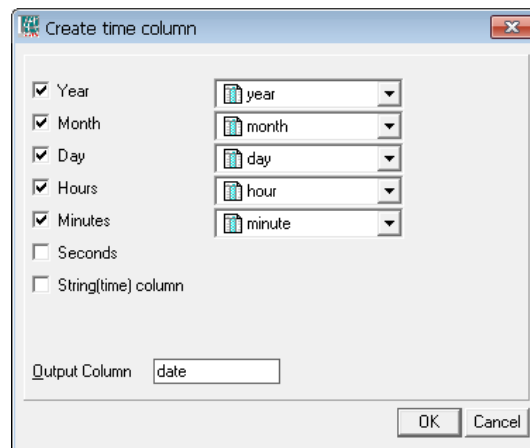 Create time column
Year year
Month month
Day day
Hours hour
Minutes minute
Seconds
String(time) column
Output Column date
OK Cancel